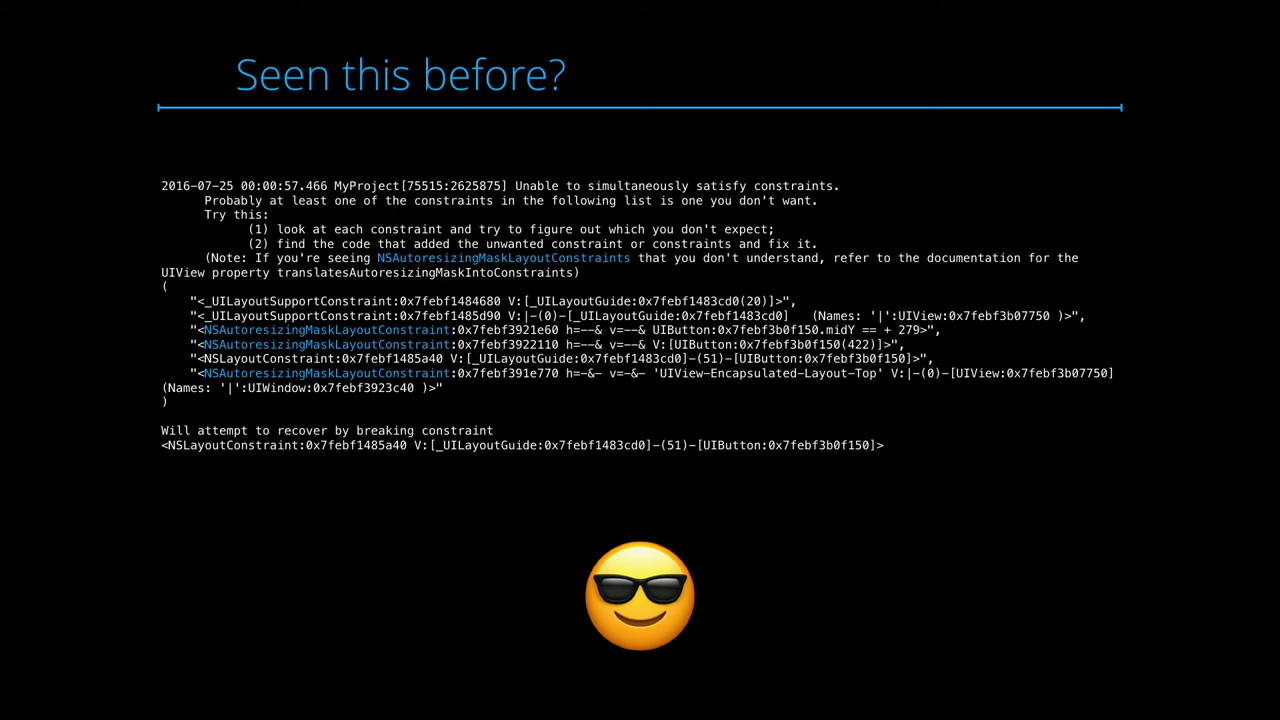 Seen this before?
2016-07-25 00:00:57.466 MyProject[75515:2625875] Unable to simultaneously satisfy constraints.
Probably at least one of the constraints in the following list is one you don't want.
Try this:
(1) look at each constraint and try to figure out which you don't expect;
(2) find the code that added the unwanted constraint or constraints and fix it.
(Note: If you're seeing NSAutoresizingMaskLayoutConstraints that you don't understand, refer to the documentation for the
UIView property translatesAutoresizingMaskIntoConstraints)
(
"<_UILayoutSupportConstraint:0x7febf1484680 V:[_UILayoutGuide:0x7febf1483cd0(20)]>",
"<_UILayoutSupportConstraint:0x7febf1485d90 V:|-(0)-[_UILayoutGuide:0x7febf1483cd0]   (Names: '|':UIView:0x7febf3b07750 )>",
"<NSAutoresizingMaskLayoutConstraint:0x7febf3921e60 h=--& v=--& UIButton:0x7febf3b0f150.midY == + 279>",
"<NSAutoresizingMaskLayoutConstraint:0x7febf3922110 h=--& v=--& V:[UIButton:0x7febf3b0f150(422)]>",
"<NSLayoutConstraint:0x7febf1485a40 V:[_UILayoutGuide:0x7febf1483cd0]-(51)-[UIButton:0x7febf3b0f150]>",
"<NSAutoresizingMaskLayoutConstraint:0x7febf391e770 h=-&- v=-&- 'UIView-Encapsulated-Layout-Top' V:|-(0)-[UIView:0x7febf3b07750]
(Names: '|':UIWindow:0x7febf3923c40 )>"
)
Will attempt to recover by breaking constraint
<NSLayoutConstraint:0x7febf1485a40 V:[_UILayoutGuide:0x7febf1483cd0]-(51)-[UIButton:0x7febf3b0f150]>